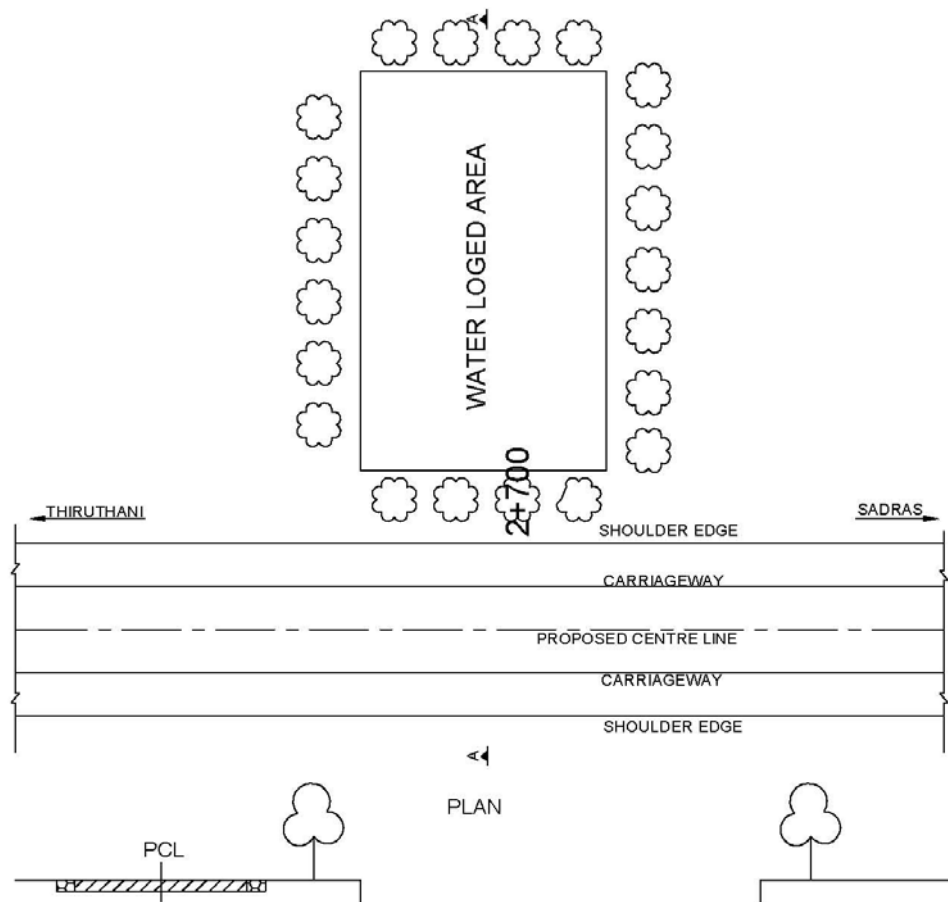 A
WATER LOGED AREA
2+700
THIRUTHANI
SADRAS
SHOULDER EDGE
CARRIAGEWAY
PROPOSED CENTRE LINE
CARRIAGEWAY
SHOULDER EDGE
A
PLAN
PCL